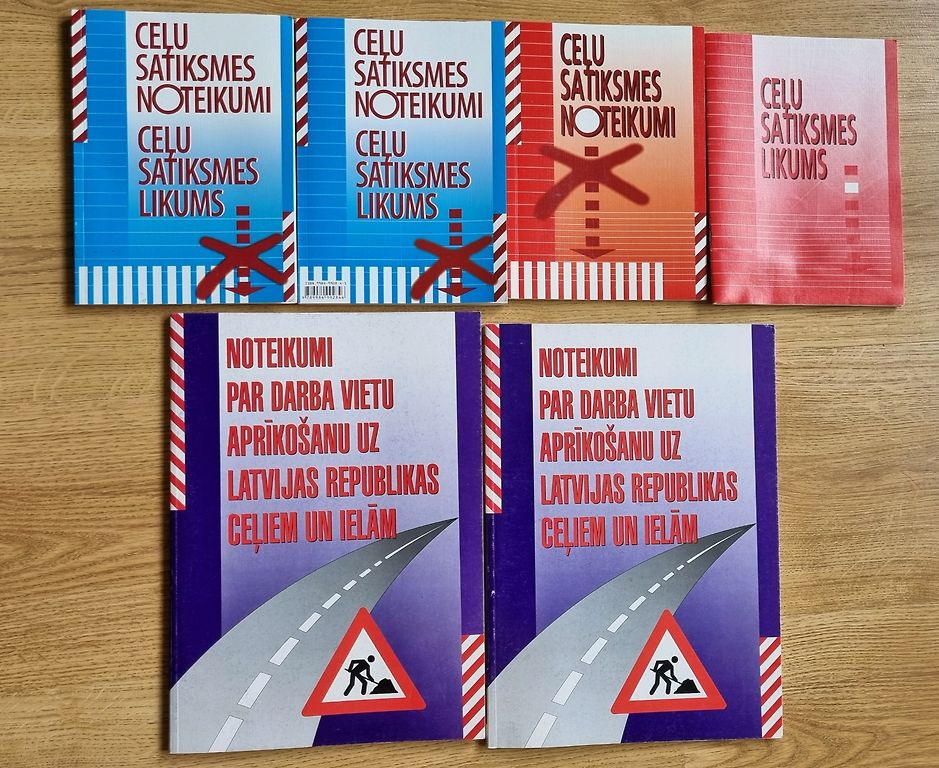 CEĻU
SATIKSMES
NOTEIKUMI
CEĻU
SATIKSMES
LIKUMS
CEĻU
SATIKSMES
NOTEIKUMI
CEĻU
SATIKSMES
LIKUMS
CEĻU
SATIKSMES
NOTEIKUMI
CEĻU
SATIKSMES
LIKUMS
NOTEIKUMI
PAR DARBA VIETU
APRĪKOŠANU UZ
LATVIJAS REPUBLIKAS
CEĻIEM UN IELĀM
NOTEIKUMI
PAR DARBA VIETU
APRĪKOŠANU UZ
LATVIJAS REPUBLIKAS
CEĻIEM UN IELĀM